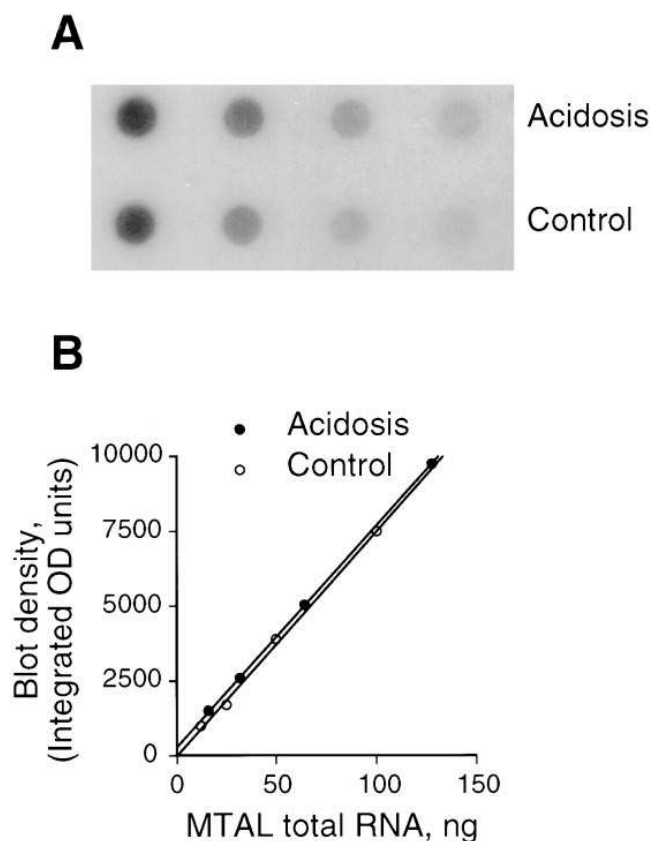 A
Acidosis
Control
B
Acidosis
Control
10000
7500
5000
2500
0
Blot density,
(Integrated OD units)
0 50 100 150
MTAL total RNA, ng